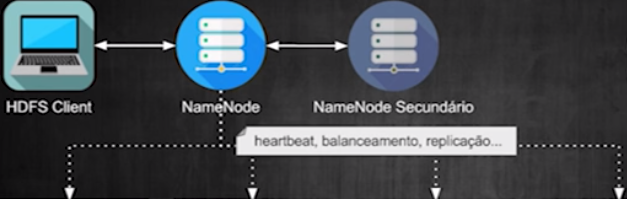 HDFS Client
NameNode
NameNode Secundário
heartbeat, balanceamento, replicação...